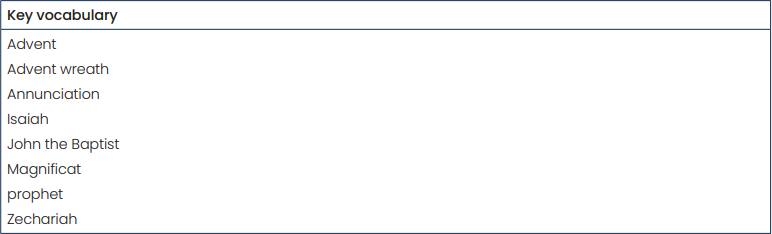 Key vocabulary
Advent
Advent wreath
Annunciation
Isaiah
John the Baptist
Magnificat
prophet
Zechariah